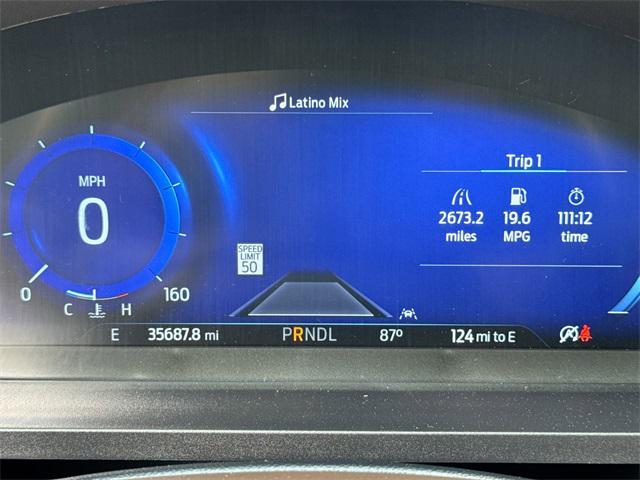 Latino Mix
Trip 1
MPH
0
2673.2 19.6 111:12
miles MPG time
SPEED
LIMIT
50
0 160
C H
E 35687.8 mi PRNDL 87° 124 mi to E
A